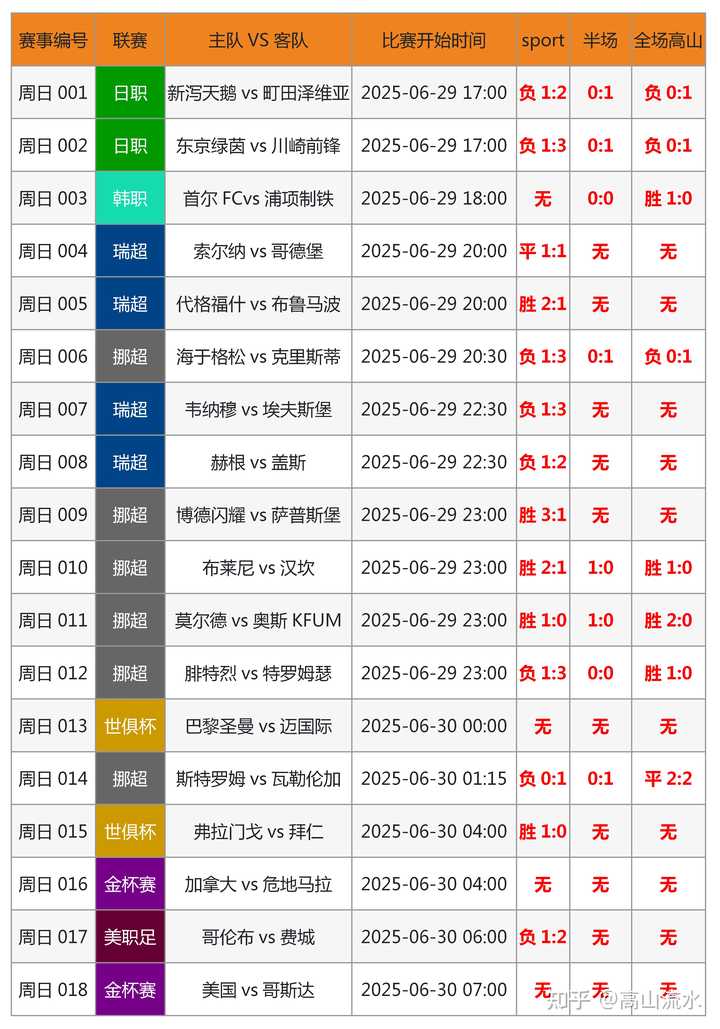 赛事编号 联赛 主队 VS 客队 比赛开始时间 sport 半场 全场高山
周日 001 日职 新泻天鹅 vs 町田泽维亚 2025-06-29 17:00 负 1:2 0:1 负 0:1
周日 002 日职 东京绿茵 vs 川崎前锋 2025-06-29 17:00 负 1:3 0:1 负 0:1
周日 003 韩职 首尔 FCvs 浦项制铁 2025-06-29 18:00 无 0:0 胜 1:0
周日 004 瑞超 索尔纳 vs 哥德堡 2025-06-29 20:00 平 1:1 无 无
周日 005 瑞超 代格福什 vs 布鲁马波 2025-06-29 20:00 胜 2:1 无 无
周日 006 挪超 海于格松 vs 克里斯蒂 2025-06-29 20:30 负 1:3 0:1 负 0:1
周日 007 瑞超 韦纳穆 vs 埃夫斯堡 2025-06-29 22:30 负 1:3 无 无
周日 008 瑞超 赫根 vs 盖斯 2025-06-29 22:30 负 1:2 无 无
周日 009 挪超 博德闪耀 vs 萨普斯堡 2025-06-29 23:00 胜 3:1 无 无
周日 010 挪超 布莱尼 vs 汉坎 2025-06-29 23:00 胜 2:1 1:0 胜 1:0
周日 011 挪超 莫尔德 vs 奥斯 KFUM 2025-06-29 23:00 胜 1:0 1:0 胜 2:0
周日 012 挪超 腓特烈 vs 特罗姆瑟 2025-06-29 23:00 负 1:3 0:0 胜 1:0
周日 013 世俱杯 巴黎圣曼 vs 迈国际 2025-06-30 00:00 无 无 无
周日 014 挪超 斯特罗姆 vs 瓦勒伦加 2025-06-30 01:15 负 0:1 0:1 平 2:2
周日 015 世俱杯 弗拉门戈 vs 拜仁 2025-06-30 04:00 胜 1:0 无 无
周日 016 金杯赛 加拿大 vs 危地马拉 2025-06-30 04:00 无 无 无
周日 017 美职足 哥伦布 vs 费城 2025-06-30 06:00 负 1:2 无 无
周日 018 金杯赛 美国 vs 哥斯达 2025-06-30 07:00 无 无 无
知乎 @高山流水